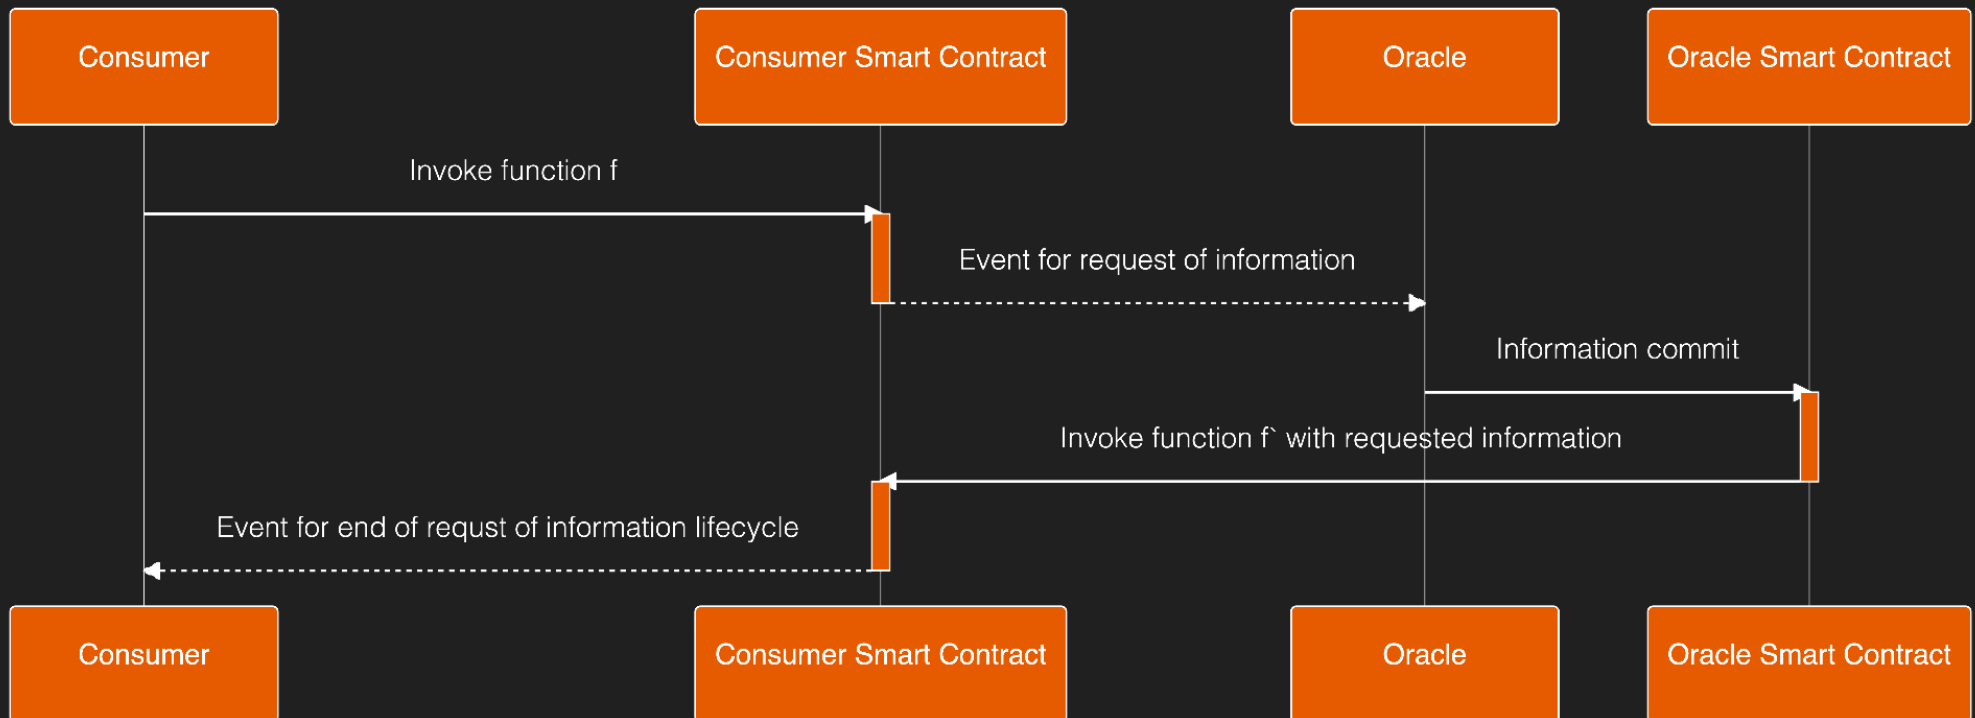 Consumer
Consumer Smart Contract
Oracle
Oracle Smart Contract
Invoke function f
Event for request of information
Information commit
Invoke function f` with requested information
Event for end of requst of information lifecycle
Consumer
Consumer Smart Contract
Oracle
Oracle Smart Contract